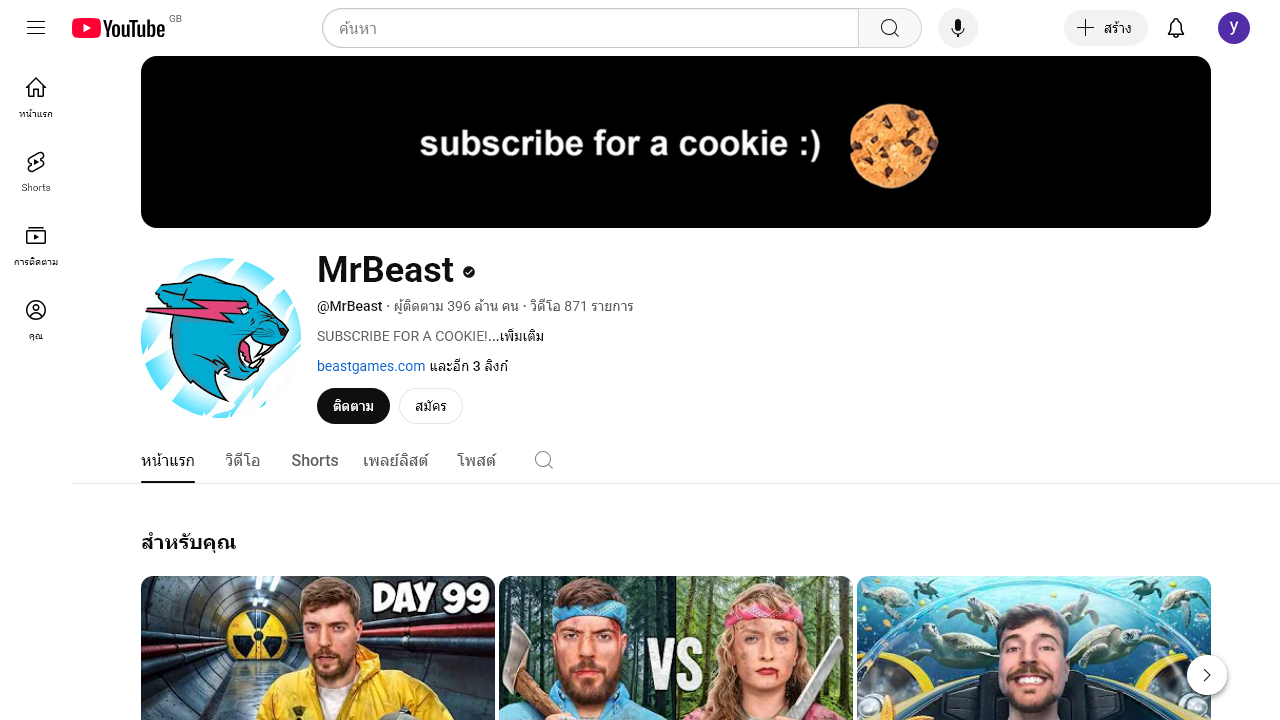 YouTube GB
ค้นหา
สร้าง
y
หน้าแรก
Shorts
การติดตาม
คุณ
subscribe for a cookie :)
MrBeast
@MrBeast · ผู้ติดตาม 396 ล้าน คน · วิดีโอ 871 รายการ
SUBSCRIBE FOR A COOKIE!...เพิ่มเติม
beastgames.com และอีก 3 ลิงก์
ติดตาม สมัคร
หน้าแรก วิดีโอ Shorts เพลย์ลิสต์ โพสต์
สำหรับคุณ
DAY 99
VS